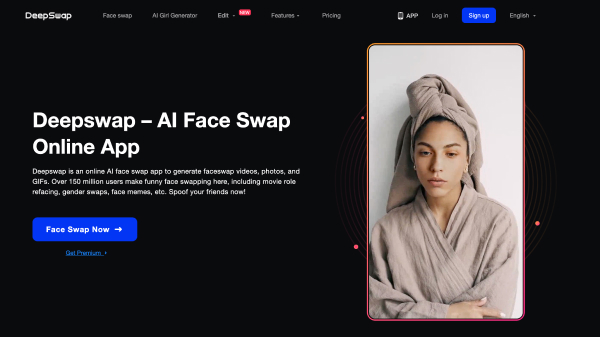 DeepSwap
Face swap
AI Girl Generator
Edit
NEW
Features
Pricing
APP
Log in
Sign up
English
Deepswap – AI Face Swap
Online App
Deepswap is an online AI face swap app to generate faceswap videos, photos, and
GIFs. Over 150 million users make funny face swapping here, including movie role
refacing, gender swaps, face memes, etc. Spoof your friends now!
Face Swap Now →
Get Premium